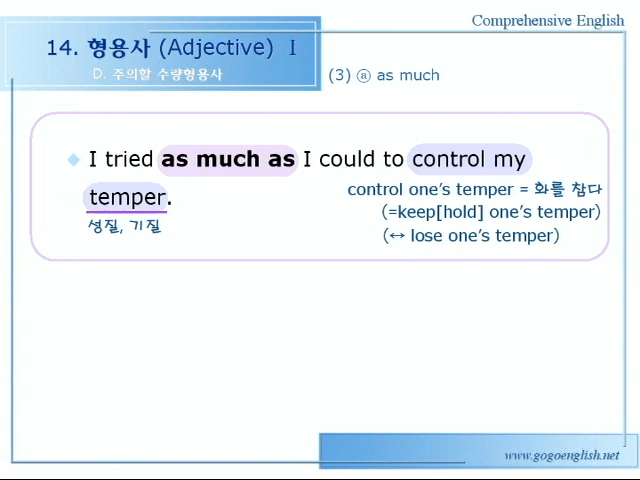 Comprehensive English
14. 형용사 (Adjective) Ⅰ
D. 주의할 수량형용사
(3) ⓐ as much
◆ I tried as much as I could to control my
temper.
control one's temper = 화를 참다
(=keep[hold] one's temper)
성질, 기질
(↔ lose one's temper)
www.gogoenglish.net